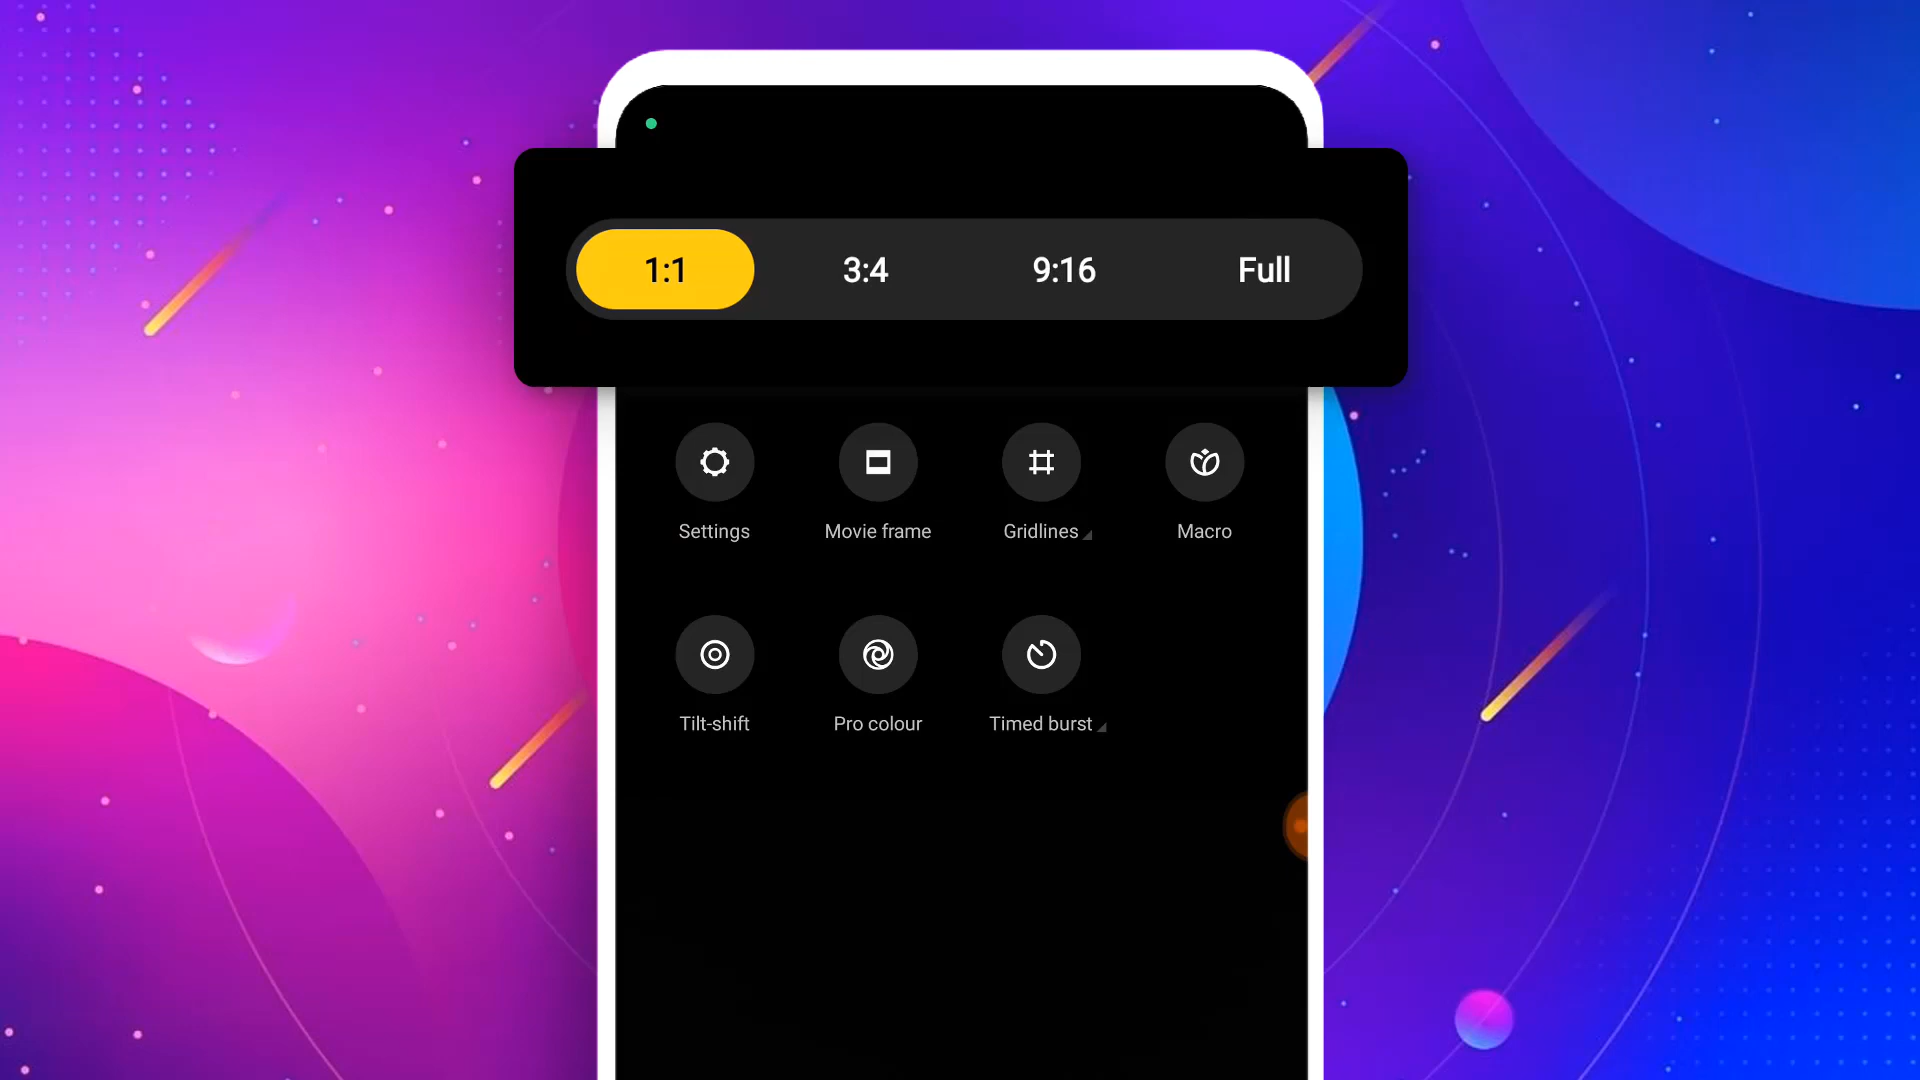 1:1 3:4 9:16 Full
Settings Movie frame Gridlines Macro
Tilt-shift Pro colour Timed burst